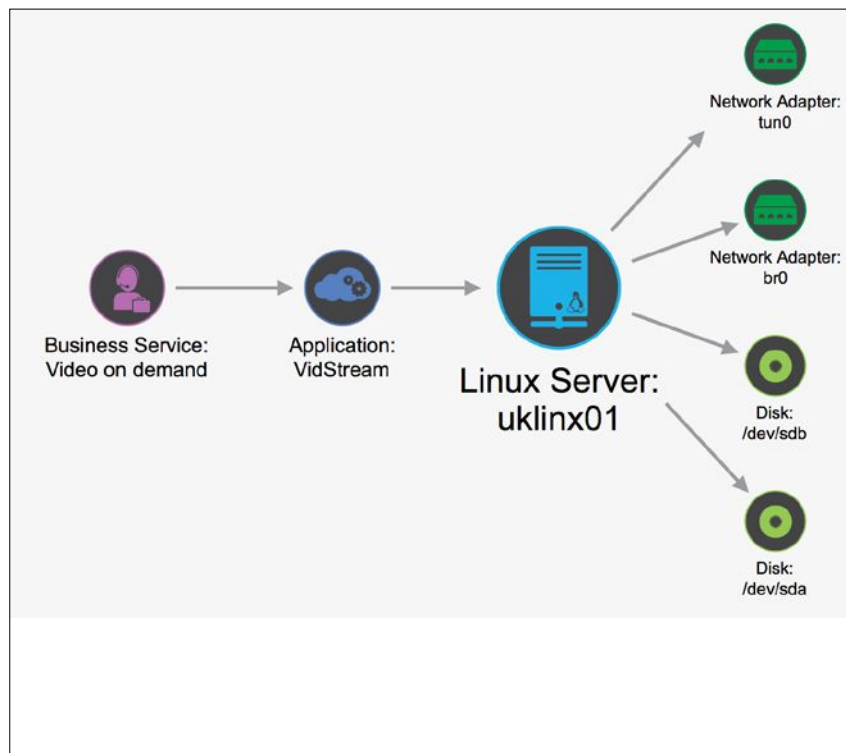 Business Service:
Video on demand
Application:
VidStream
Linux Server:
uklinx01
Network Adapter:
tun0
Network Adapter:
br0
Disk:
/dev/sdb
Disk:
/dev/sda